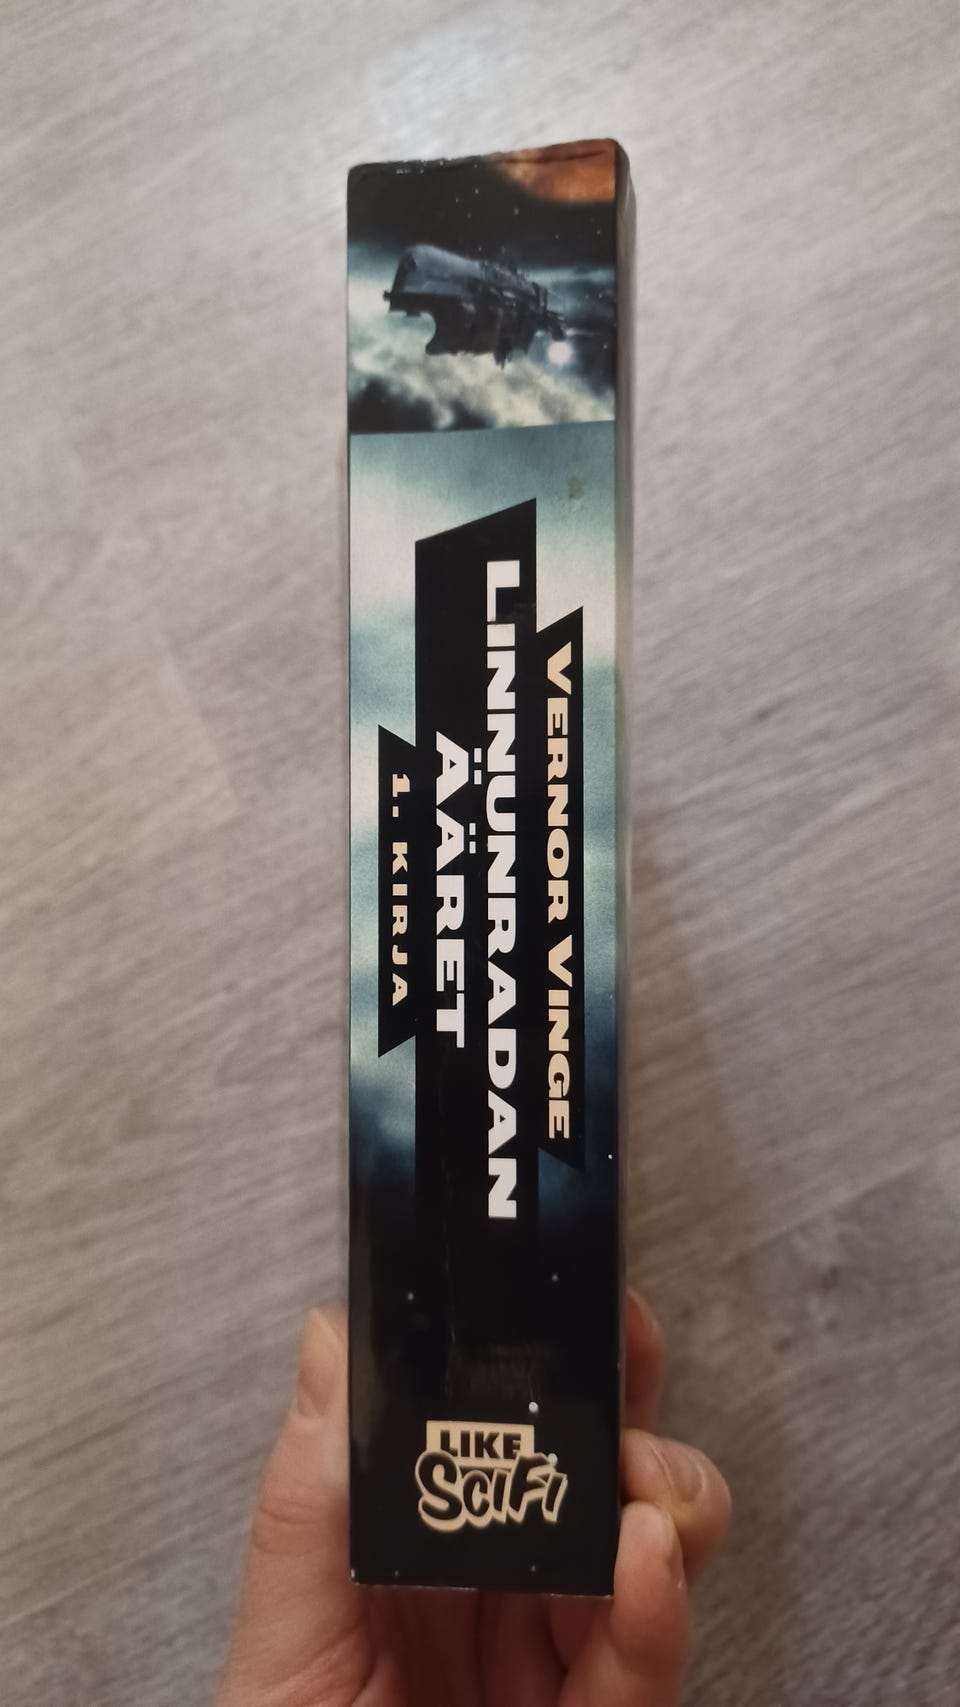 VERNOR VINGE
LINNUNRADAN
ÄÄRET
1. KIRJA
LIKE
SCIFI